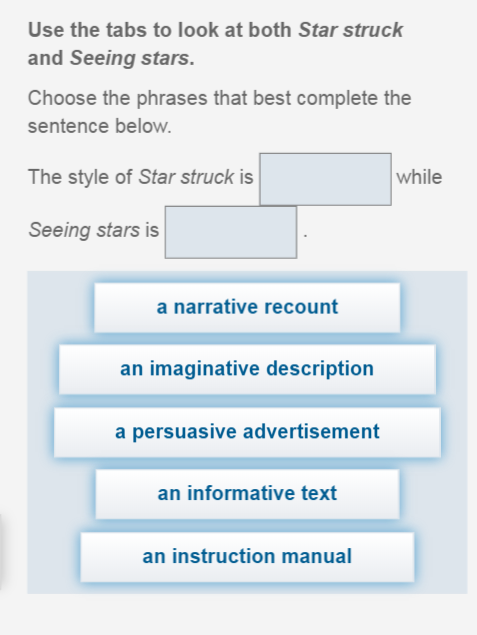 Use the tabs to look at both Star struck
and Seeing stars.
Choose the phrases that best complete the
sentence below.
The style of Star struck is while
Seeing stars is .
a narrative recount
an imaginative description
a persuasive advertisement
an informative text
an instruction manual